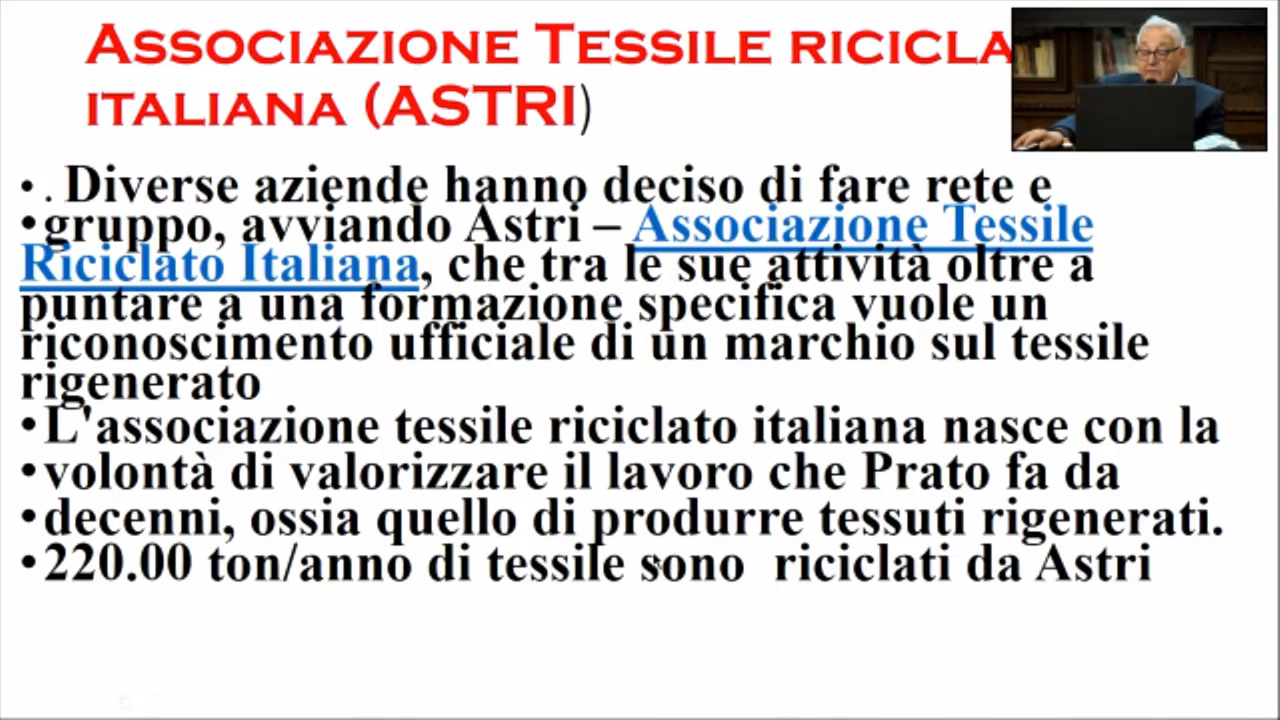 ASSOCIAZIONE TESSILE RICICLA
ITALIANA (ASTRI)
• . Diverse aziende hanno deciso di fare rete e
• gruppo, avviando Astri – Associazione Tessile
Riciclato Italiana, che tra le sue attività oltre a
puntare a una formazione specifica vuole un
riconoscimento ufficiale di un marchio sul tessile
rigenerato
• L'associazione tessile riciclato italiana nasce con la
• volontà di valorizzare il lavoro che Prato fa da
• decenni, ossia quello di produrre tessuti rigenerati.
• 220.00 ton/anno di tessile sono riciclati da Astri